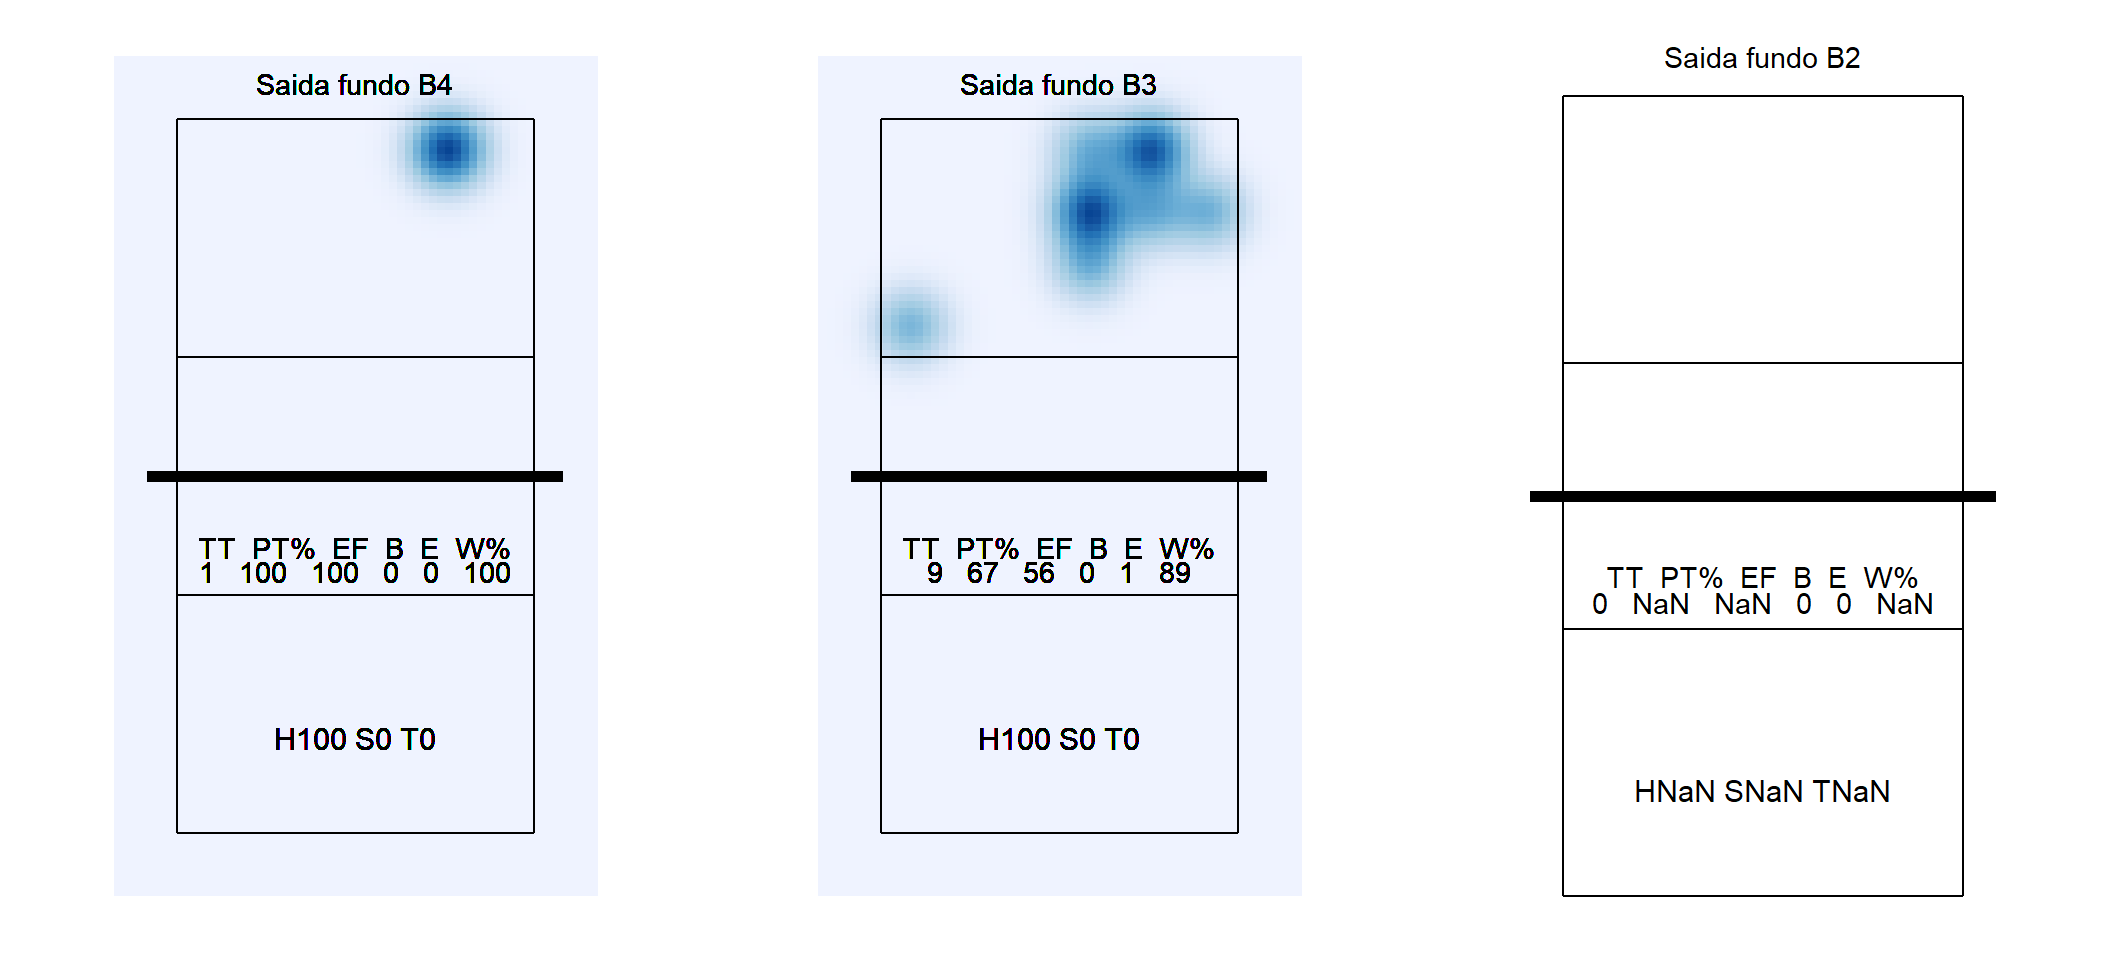 Saida fundo B4
TT PT% EF B E W%
1 100 100 0 0 100
H100 S0 T0
Saida fundo B3
TT PT% EF B E W%
9 67 56 0 1 89
H100 S0 T0
Saida fundo B2
TT PT% EF B E W%
0 NaN NaN 0 0 NaN
HNaN SNaN TNaN